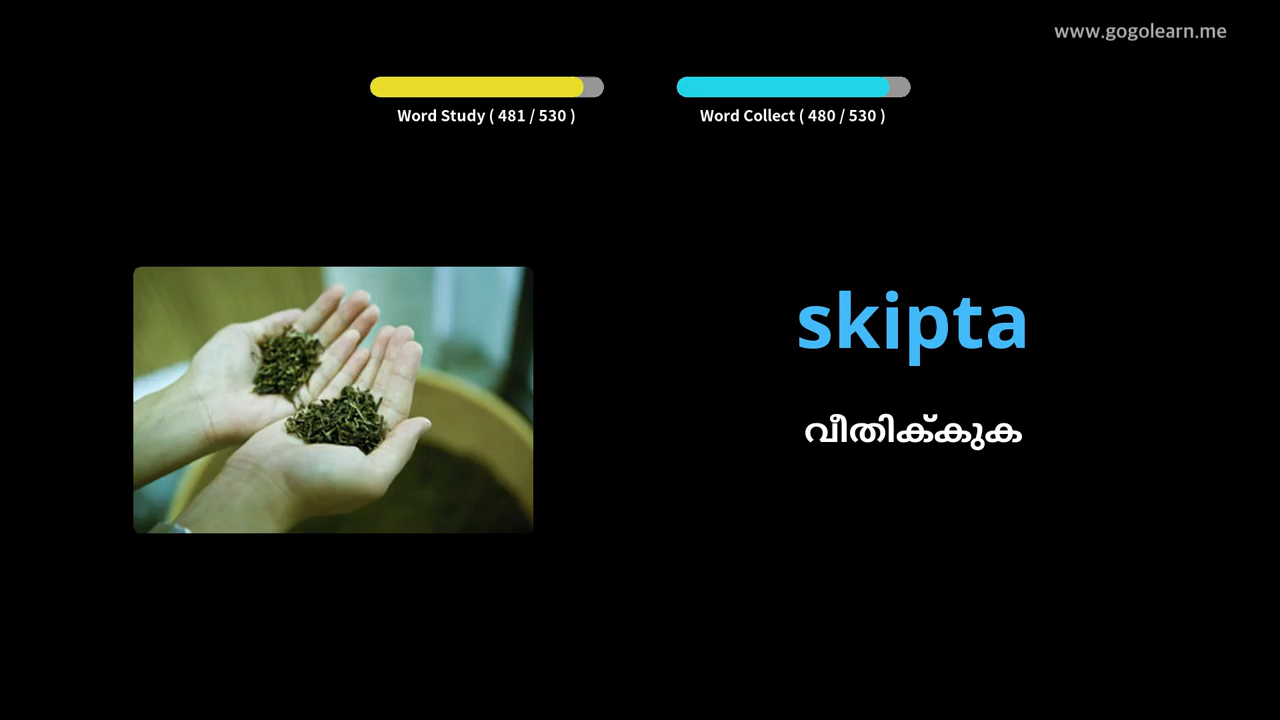 www.gogolearn.me
Word Study ( 481 / 530 )
Word Collect ( 480 / 530 )
skipta
വീതിക്കുക